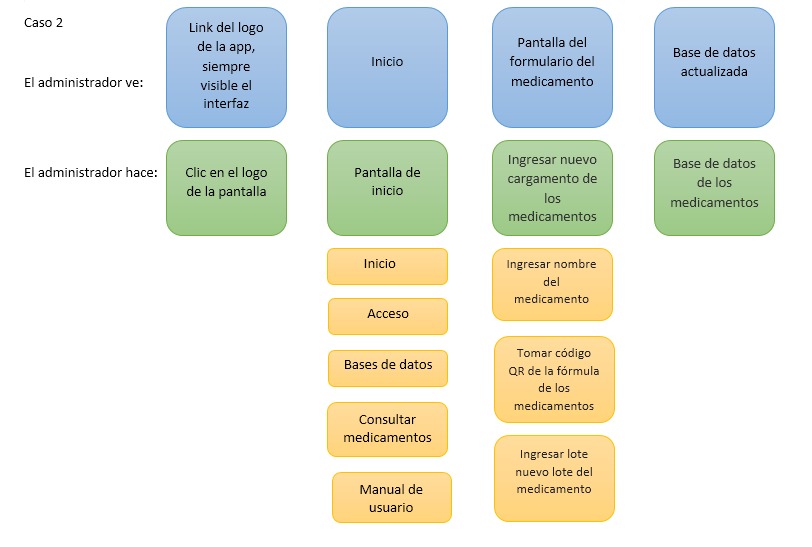 Caso 2
El administrador ve:
Link del logo
de la app,
siempre
visible el
interfaz
Inicio
Pantalla del
formulario del
medicamento
Base de datos
actualizada
El administrador hace:
Clic en el logo
de la pantalla
Pantalla de
inicio
Ingresar nuevo
cargamento de
los
medicamentos
Base de datos
de los
medicamentos
Inicio
Acceso
Bases de datos
Consultar
medicamentos
Manual de
usuario
Ingresar nombre
del
medicamento
Tomar código
QR de la fórmula
de los
medicamentos
Ingresar lote
nuevo lote del
medicamento